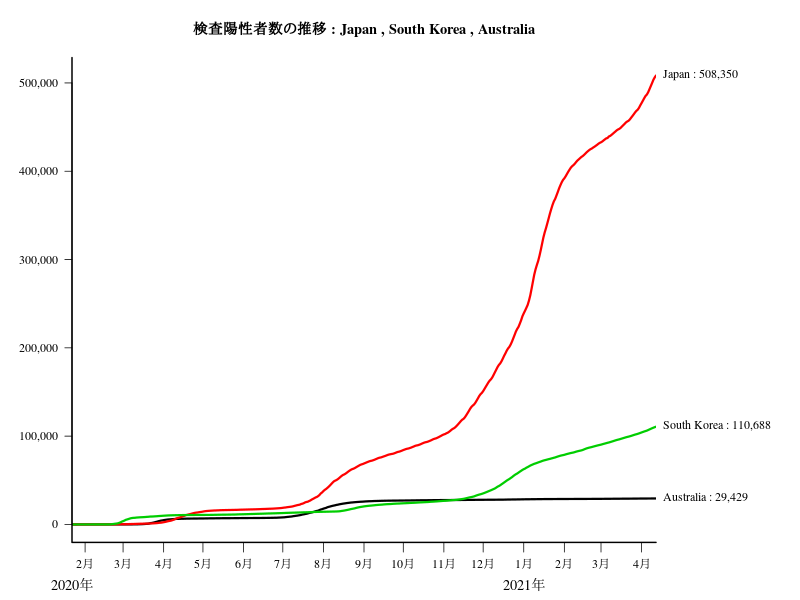 検査陽性者数の推移 : Japan , South Korea , Australia
Japan : 508,350
500,000
400,000
300,000
200,000
South Korea : 110,688
100,000
Australia : 29,429
0
2月 3月 4月 5月 6月 7月 8月 9月 10月 11月 12月 1月 2月 3月 4月
2020年 2021年